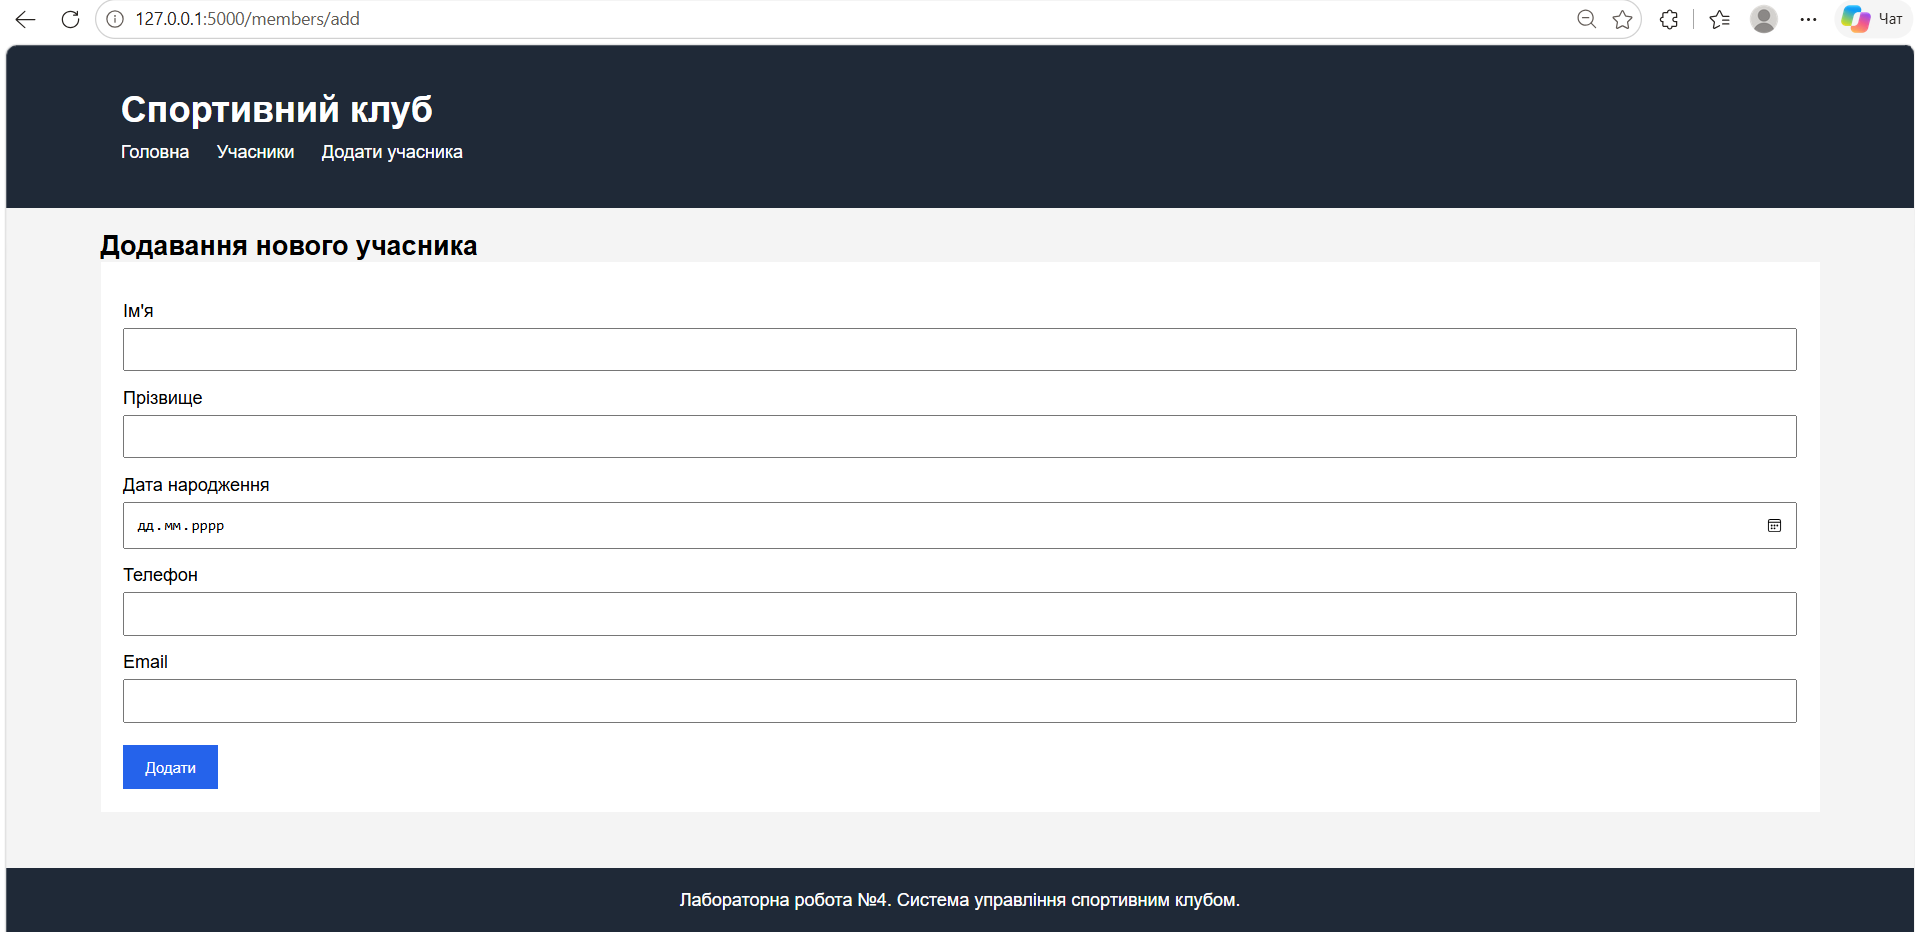 127.0.0.1:5000/members/add
Чат
Спортивний клуб
Головна Учасники Додати учасника
Додавання нового учасника
Ім'я
Прізвище
Дата народження
дд.мм.рррр
Телефон
Email
Додати
Лабораторна робота №4. Система управління спортивним клубом.